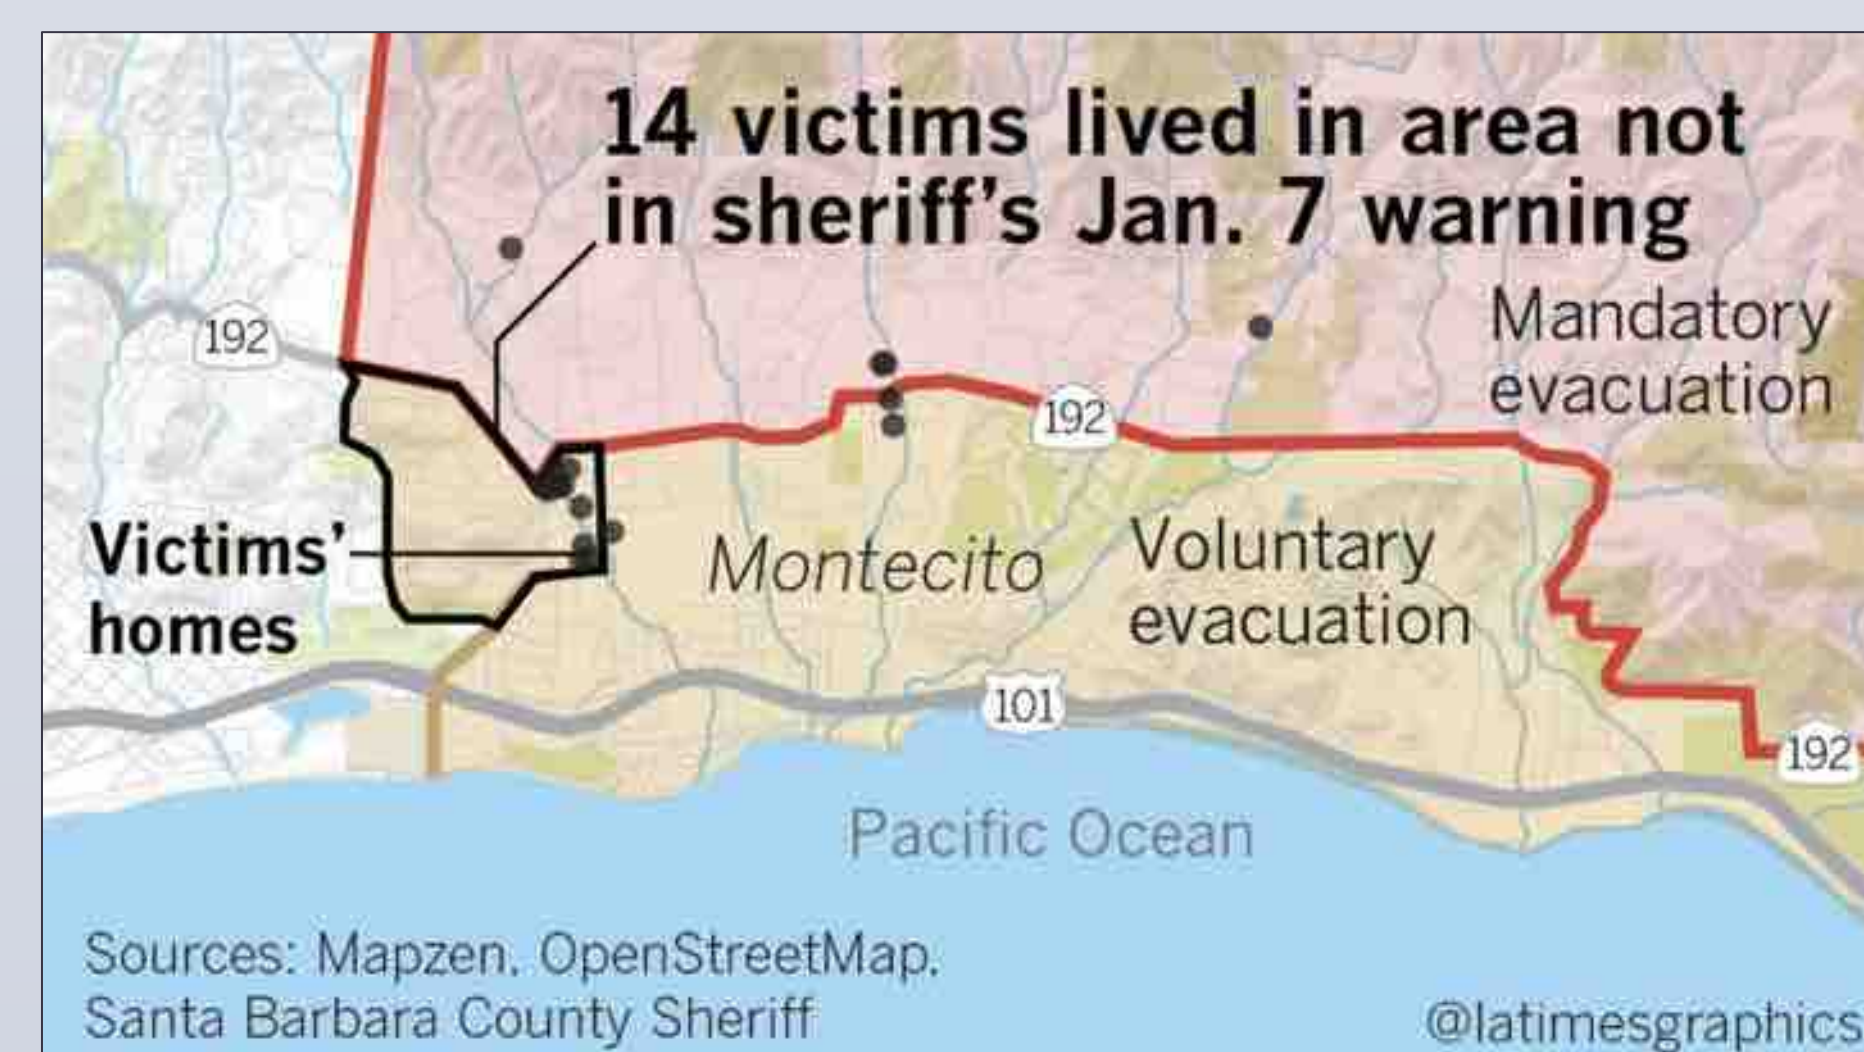 14 victims lived in area not
in sheriff's Jan. 7 warning
Mandatory
evacuation
192
192
Victims'
homes
Montecito
Voluntary
evacuation
101
192
Pacific Ocean
Sources: Mapzen, OpenStreetMap,
Santa Barbara County Sheriff
@latimesgraphics